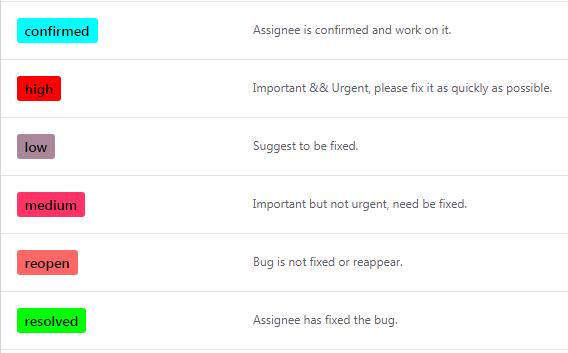 confirmed Assignee is confirmed and work on it.
high Important && Urgent, please fix it as quickly as possible.
low Suggest to be fixed.
medium Important but not urgent, need be fixed.
reopen Bug is not fixed or reappear.
resolved Assignee has fixed the bug.